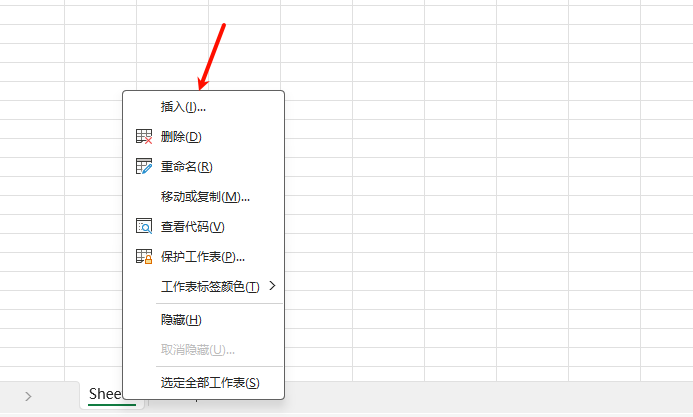 插入(I)...
删除(D)
重命名(R)
移动或复制(M)...
查看代码(V)
保护工作表(P)...
工作表标签颜色(T)
隐藏(H)
取消隐藏(U)...
选定全部工作表(S)
Shee